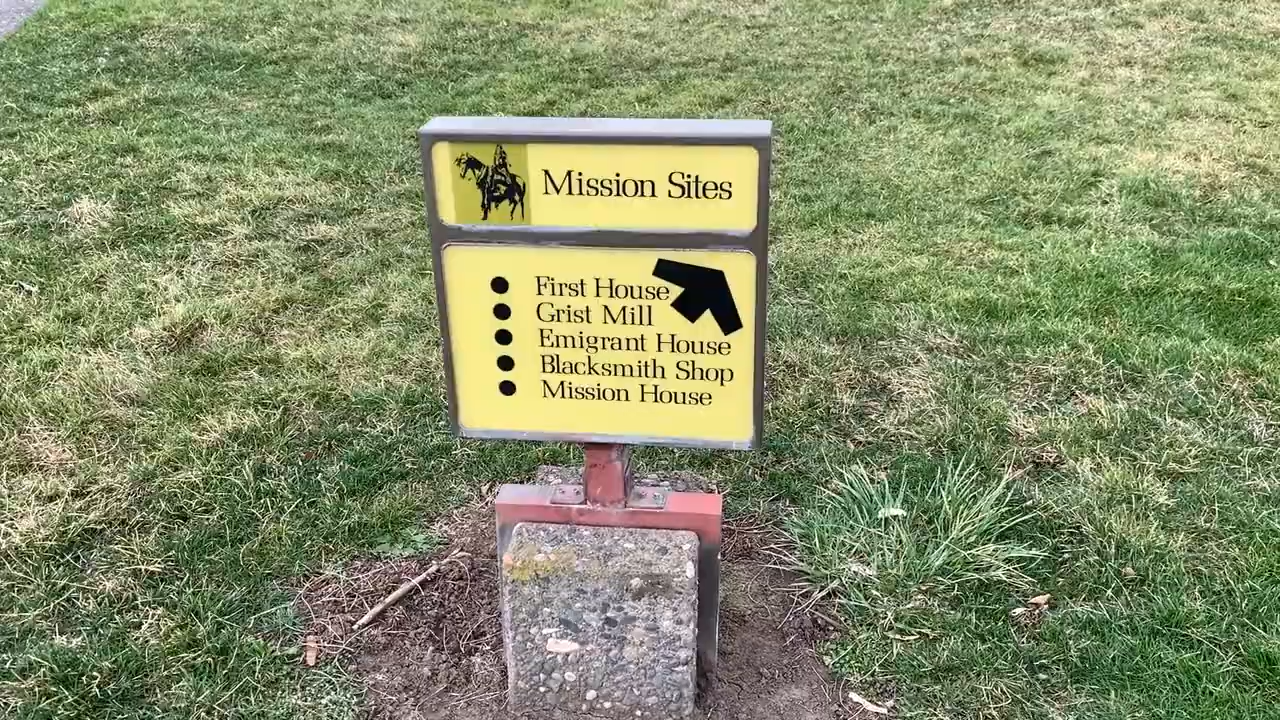 Mission Sites
First House
Grist Mill
Emigrant House
Blacksmith Shop
Mission House